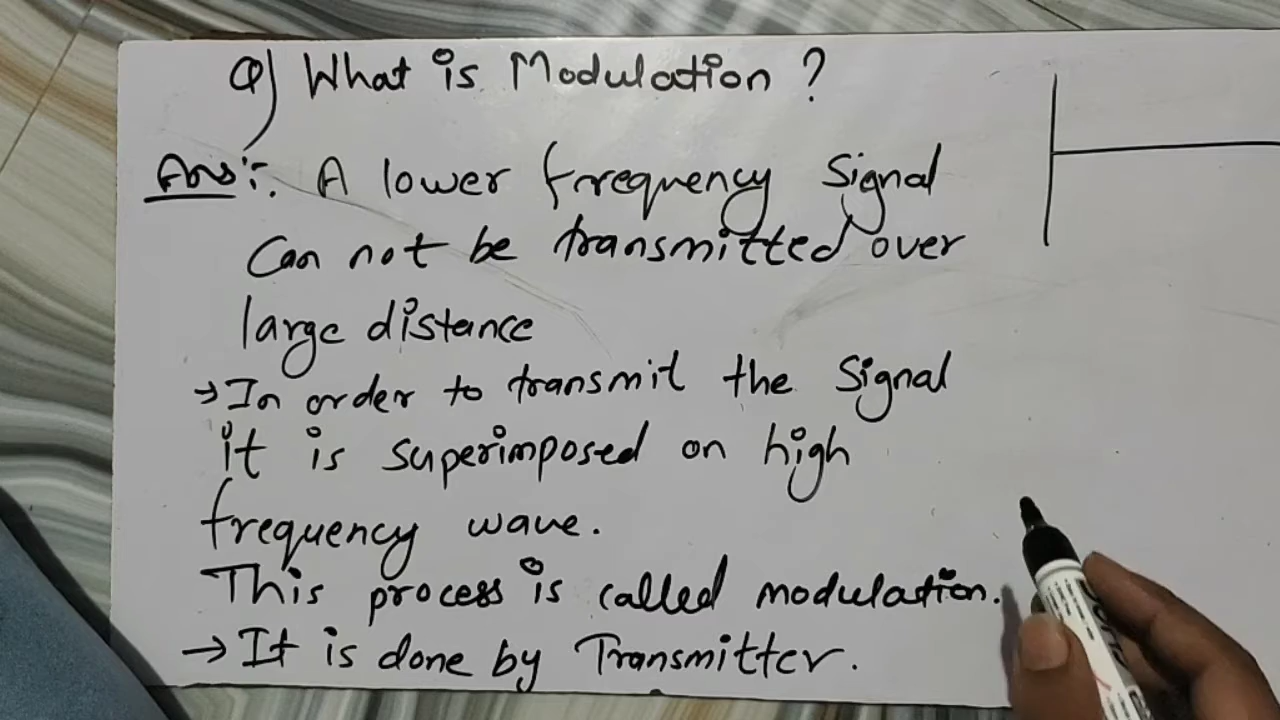 Q) What is Modulation ?
Ans:. A lower frequency Signal
Can not be transmitted over
large distance
→ In order to transmit the Signal
it is superimposed on high
frequency wave.
This process is called modulation.
→ It is done by Transmitter.